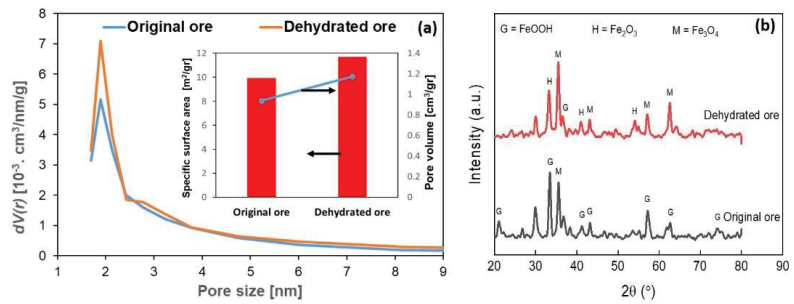 Original ore
Dehydrated ore
(a)
dV(r) [10⁻³. cm³/nm/g]
8
7
6
5
4
3
2
1
0
1 2 3 4 5 6 7 8 9
Pore size [nm]
Specific surface area [m²/gr]
12
10
8
6
4
2
0
1.4
1.2
1
0.8
0.6
0.4
0.2
0
Pore volume [cm³/gr]
Original ore Dehydrated ore
(b)
G = FeOOH H = Fe₂O₃ M = Fe₃O₄
Intensity (a.u.)
M
H
G
H
M
H
M
M
Dehydrated ore
G
G
M
G
G
G
G
G
Original ore
20 30 40 50 60 70 80
2θ (°)